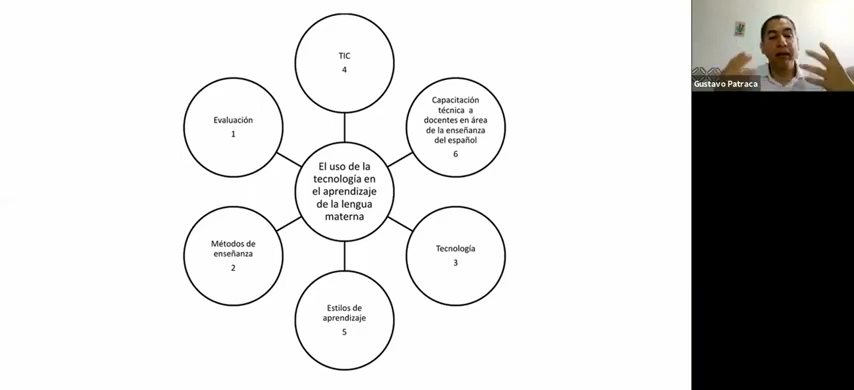 TIC
4
Capacitación
técnica a
docentes en área
de la enseñanza
del español
6
Evaluación
1
El uso de la
tecnología en
el aprendizaje
de la lengua
materna
Métodos de
enseñanza
2
Tecnología
3
Estilos de
aprendizaje
5
Gustavo Patraca